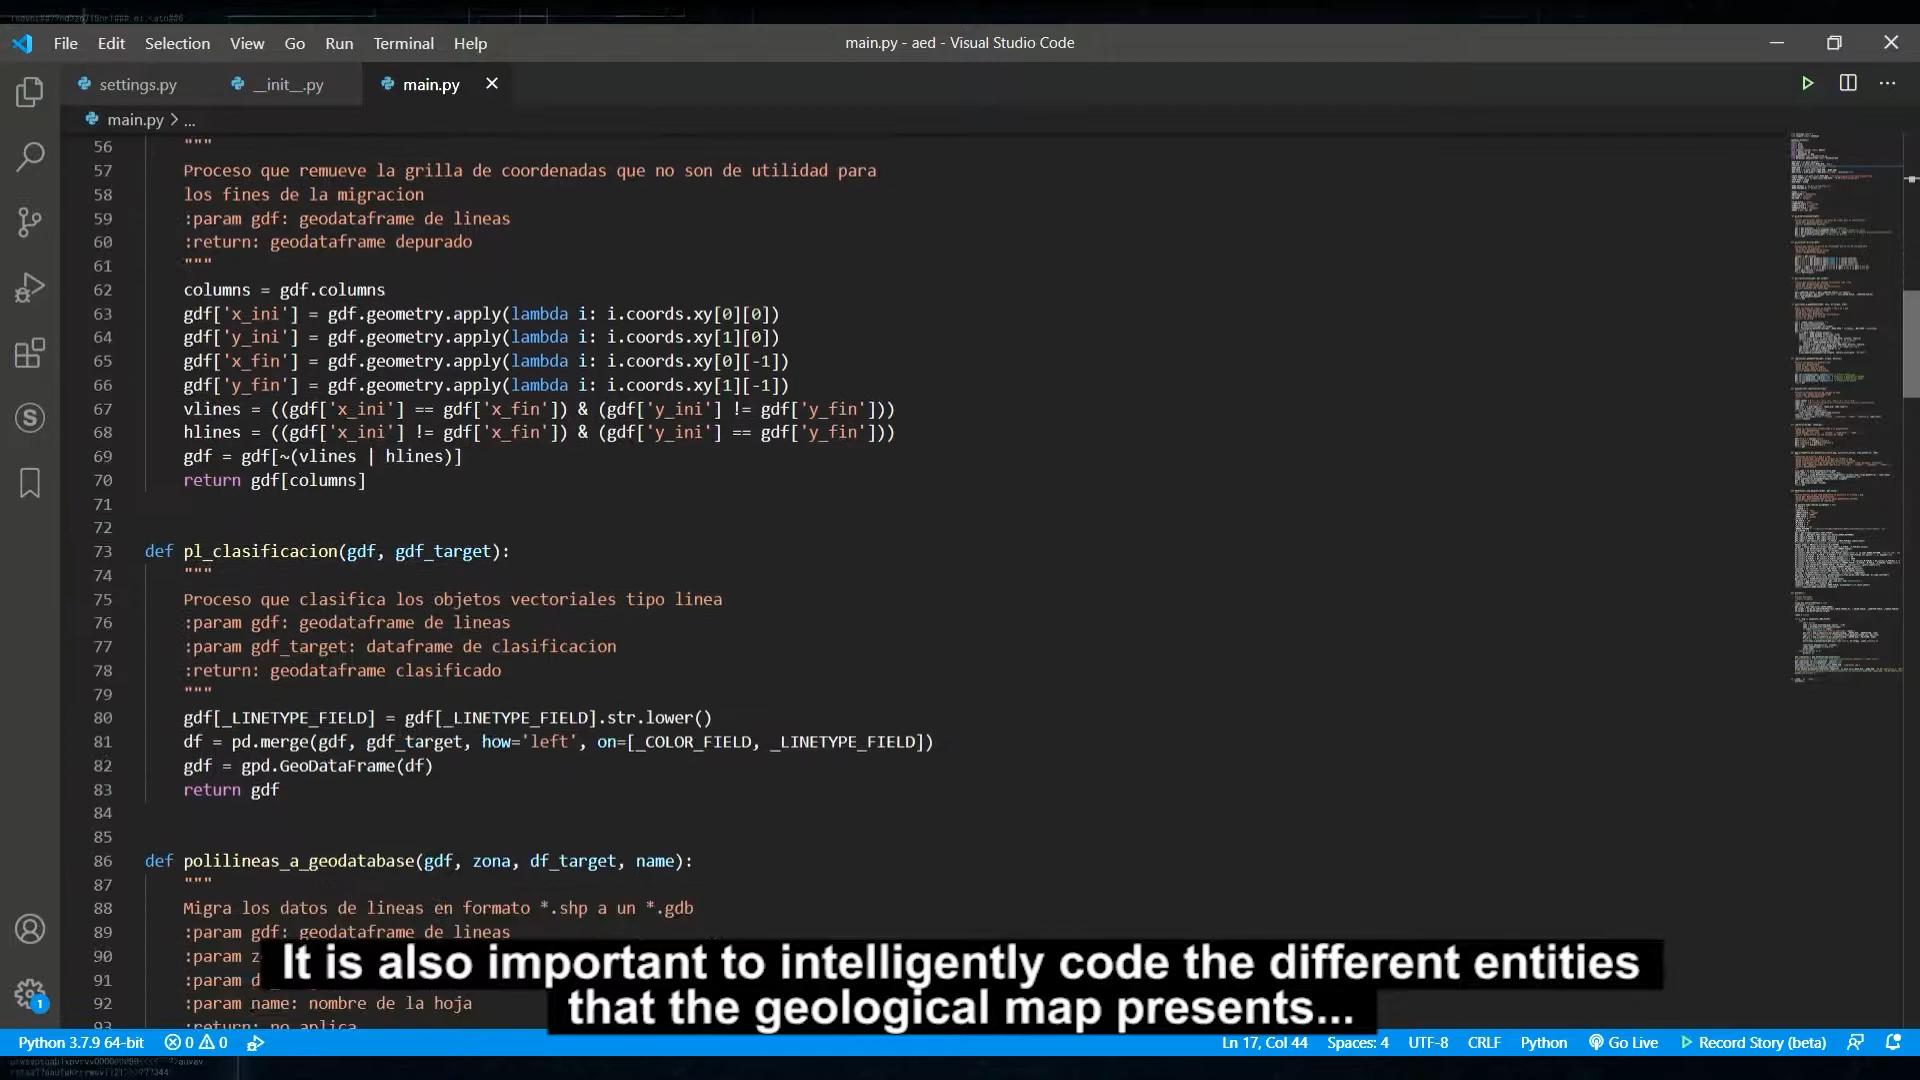 File Edit Selection View Go Run Terminal Help
main.py - aed - Visual Studio Code
settings.py
__init__.py
main.py
main.py > ...
56 """
57 Proceso que remueve la grilla de coordenadas que no son de utilidad para
58 los fines de la migracion
59 :param gdf: geodataframe de lineas
60 :return: geodataframe depurado
61 """
62 columns = gdf.columns
63 gdf['x_ini'] = gdf.geometry.apply(lambda i: i.coords.xy[0][0])
64 gdf['y_ini'] = gdf.geometry.apply(lambda i: i.coords.xy[1][0])
65 gdf['x_fin'] = gdf.geometry.apply(lambda i: i.coords.xy[0][-1])
66 gdf['y_fin'] = gdf.geometry.apply(lambda i: i.coords.xy[1][-1])
67 vlines = ((gdf['x_ini'] == gdf['x_fin']) & (gdf['y_ini'] != gdf['y_fin']))
68 hlines = ((gdf['x_ini'] != gdf['x_fin']) & (gdf['y_ini'] == gdf['y_fin']))
69 gdf = gdf[~(vlines | hlines)]
70 return gdf[columns]
71
72
73 def pl_clasificacion(gdf, gdf_target):
74 """
75 Proceso que clasifica los objetos vectoriales tipo linea
76 :param gdf: geodataframe de lineas
77 :param gdf_target: dataframe de clasificacion
78 :return: geodataframe clasificado
79 """
80 gdf[_LINETYPE_FIELD] = gdf[_LINETYPE_FIELD].str.lower()
81 df = pd.merge(gdf, gdf_target, how='left', on=[_COLOR_FIELD, _LINETYPE_FIELD])
82 gdf = gpd.GeoDataFrame(df)
83 return gdf
84
85
86 def polilineas_a_geodatabase(gdf, zona, df_target, name):
87 """
88 Migra los datos de lineas en formato *.shp a un *.gdb
89 :param gdf: geodataframe de lineas
90 :param
91 :param
92 :param name: nombre de la hoja
93 :return: no aplica
It is also important to intelligently code the different entities
that the geological map presents...
Python 3.7.9 64-bit 0 0 Ln 17, Col 44 Spaces: 4 UTF-8 CRLF Python Go Live Record Story (beta)